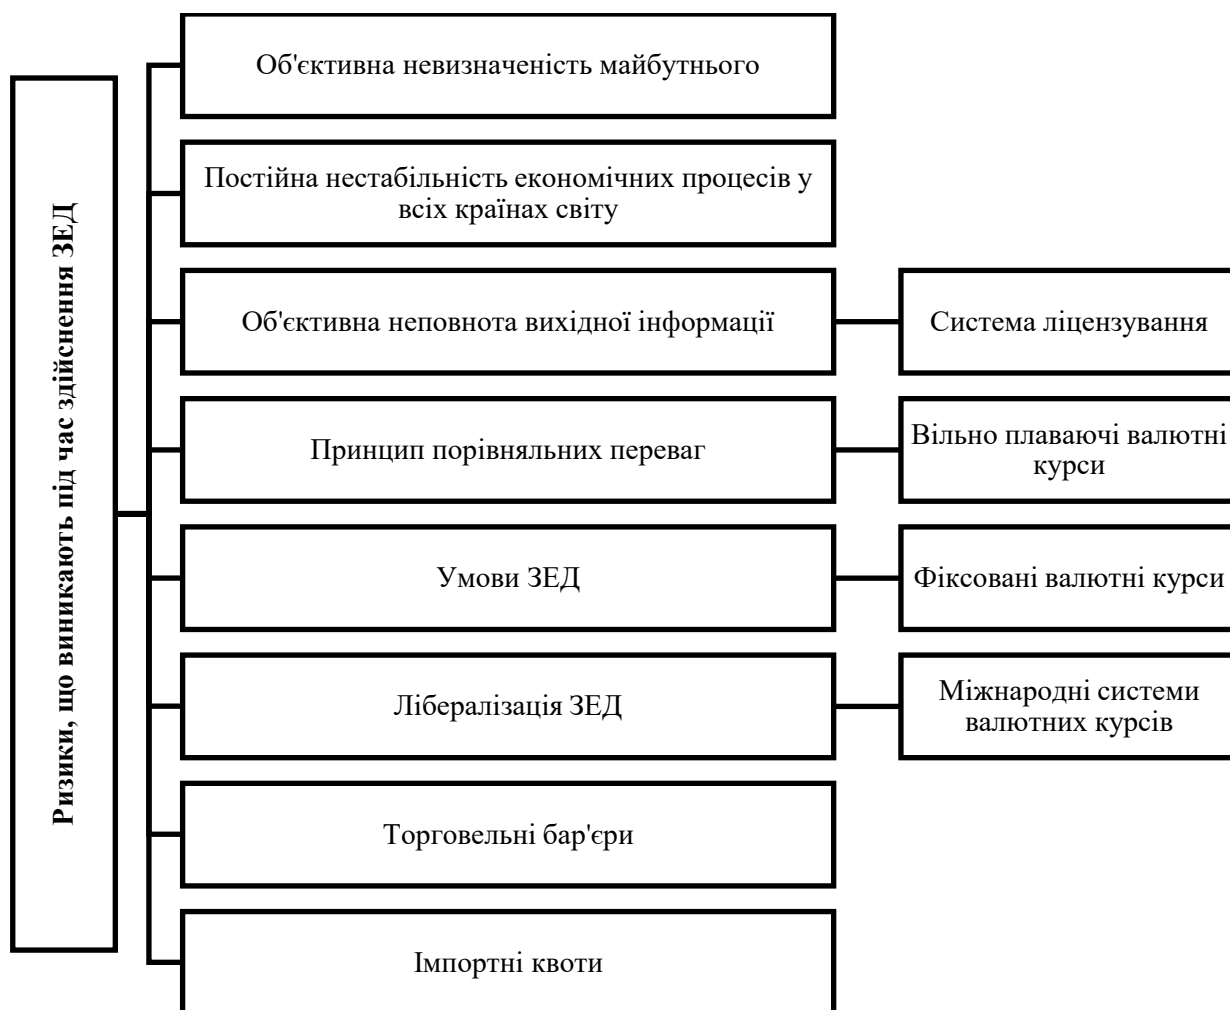 Ризики, що виникають під час здійснення ЗЕД
Об'єктивна невизначеність майбутнього
Постійна нестабільність економічних процесів у
всіх країнах світу
Об'єктивна неповнота вихідної інформації
Система ліцензування
Принцип порівняльних переваг
Вільно плаваючі валютні
курси
Умови ЗЕД
Фіксовані валютні курси
Лібералізація ЗЕД
Міжнародні системи
валютних курсів
Торговельні бар'єри
Імпортні квоти